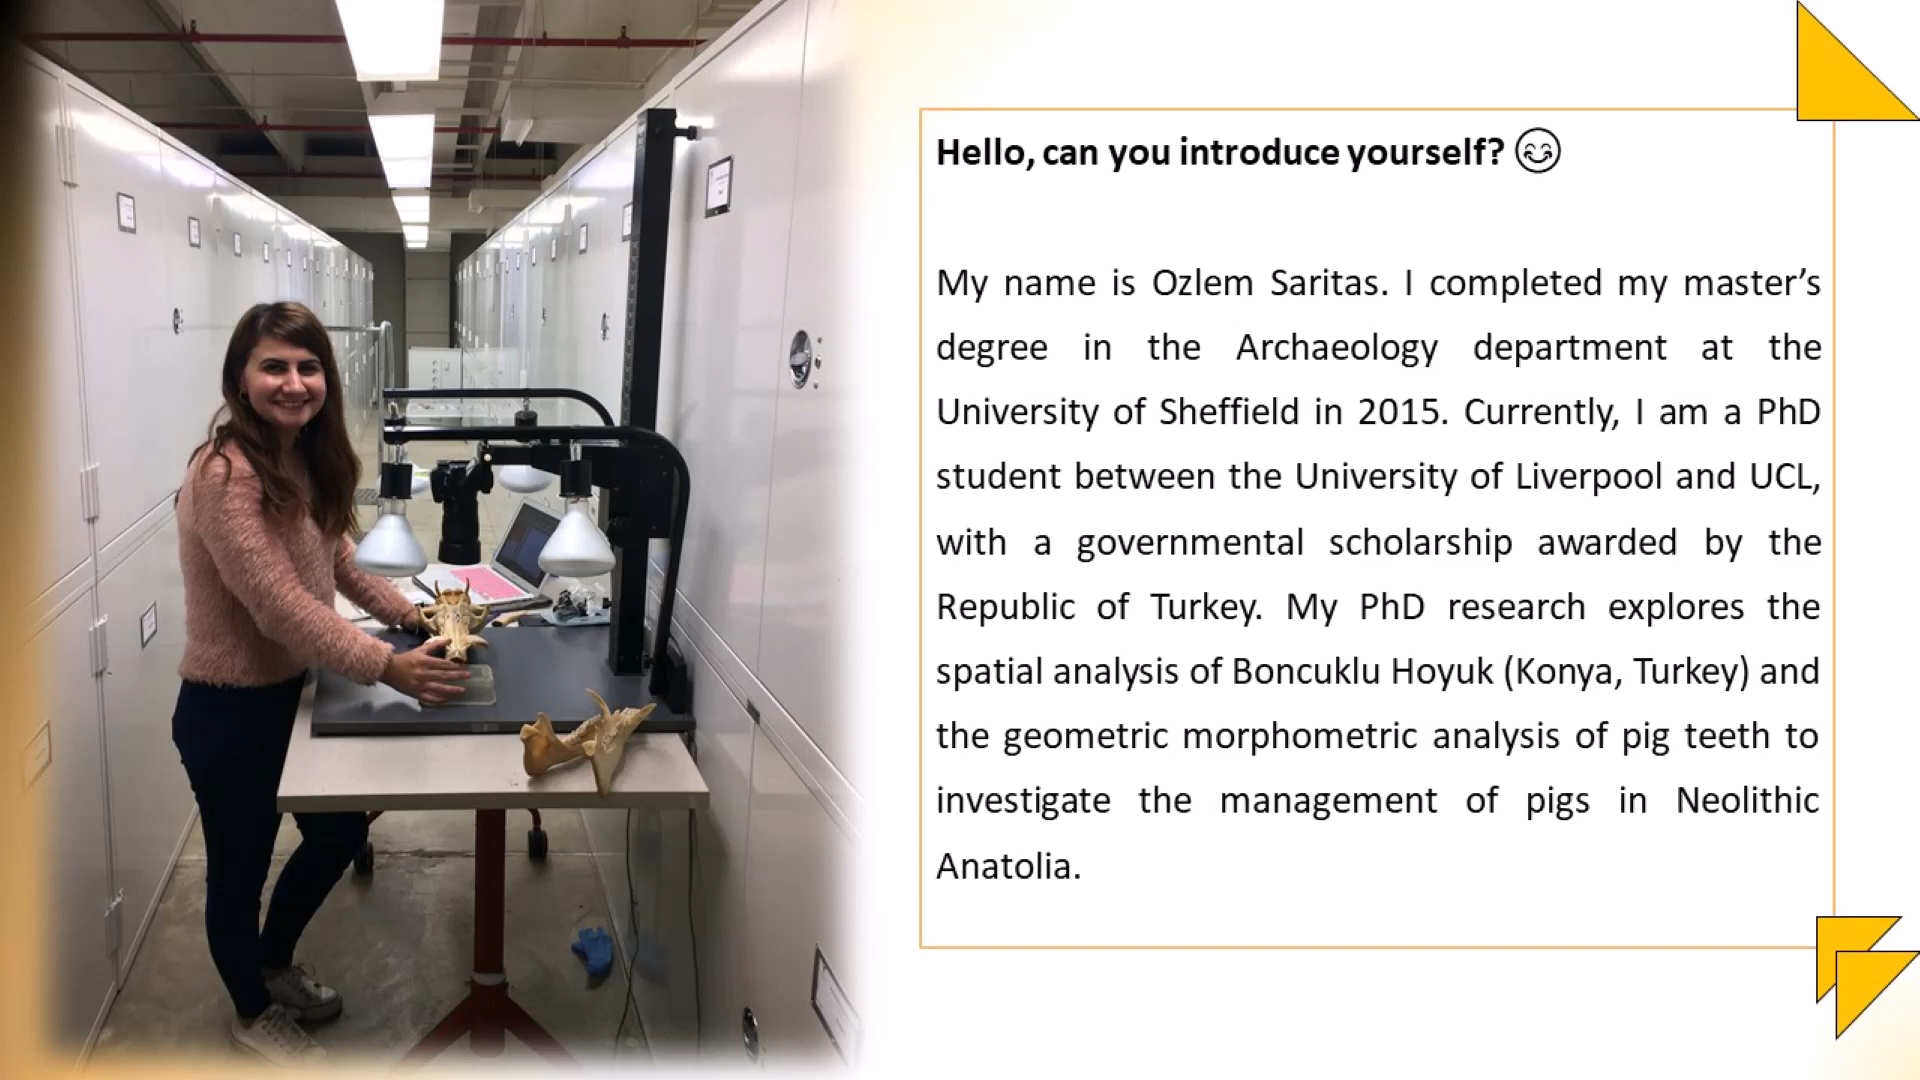 Hello, can you introduce yourself? 😊
My name is Ozlem Saritas. I completed my master’s
degree in the Archaeology department at the
University of Sheffield in 2015. Currently, I am a PhD
student between the University of Liverpool and UCL,
with a governmental scholarship awarded by the
Republic of Turkey. My PhD research explores the
spatial analysis of Boncuklu Hoyuk (Konya, Turkey) and
the geometric morphometric analysis of pig teeth to
investigate the management of pigs in Neolithic
Anatolia.